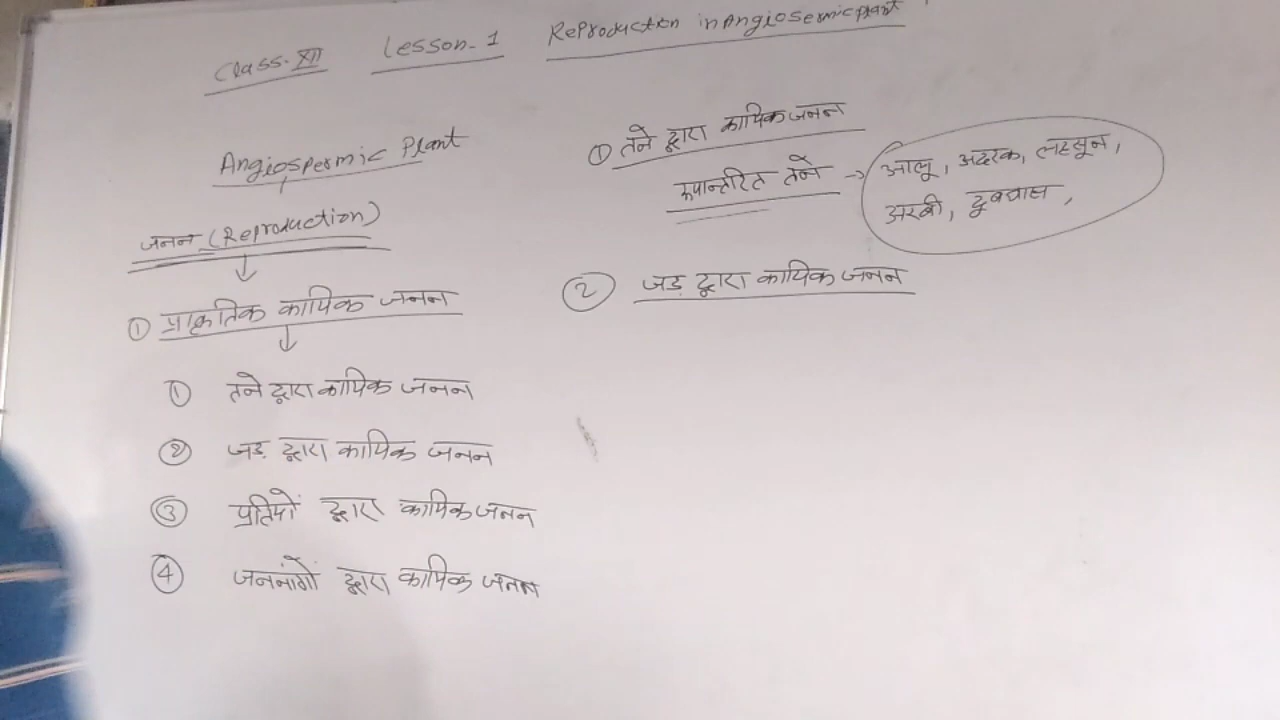 Class-XII Lesson-1 Reproduction in Angiosermic plant
Angiospermic Plant
जनन (Reproduction)
① प्राकृतिक कायिक जनन
① तने द्वारा कायिक जनन
② जड़ द्वारा कायिक जनन
③ प्रतियों द्वारा कायिक जनन
④ जननांगों द्वारा कायिक जनन
① तने द्वारा कायिक जनन
रूपान्तरित तने → आलू, अदरक, लहसून,
अरबी, दूबघास,
② जड़ द्वारा कायिक जनन